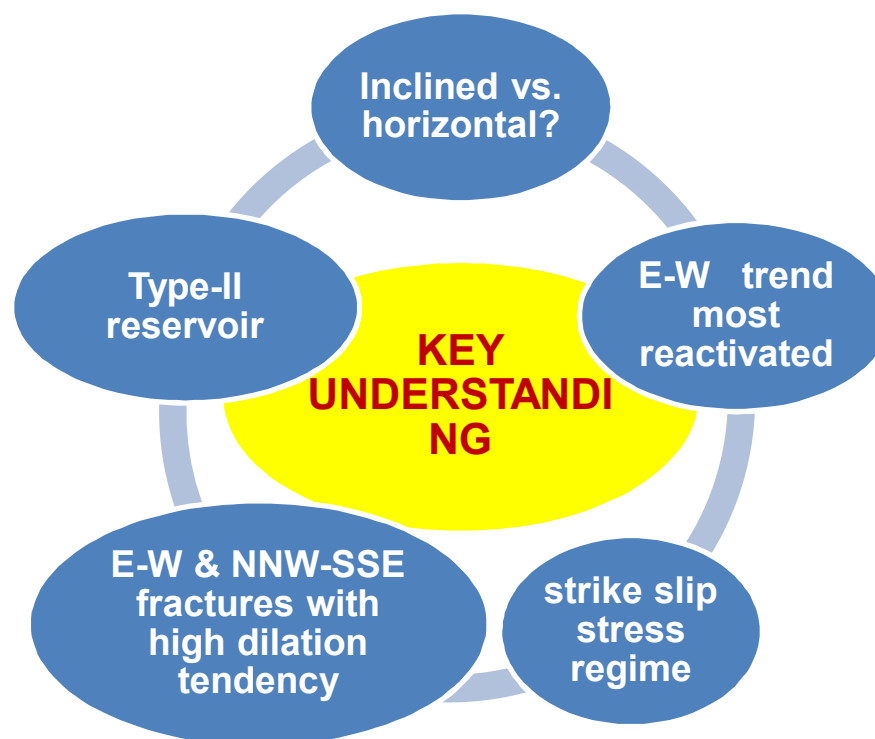 Inclined vs.
horizontal?
Type-II
reservoir
E-W trend
most
reactivated
KEY
UNDERSTANDI
NG
E-W & NNW-SSE
fractures with
high dilation
tendency
strike slip
stress
regime